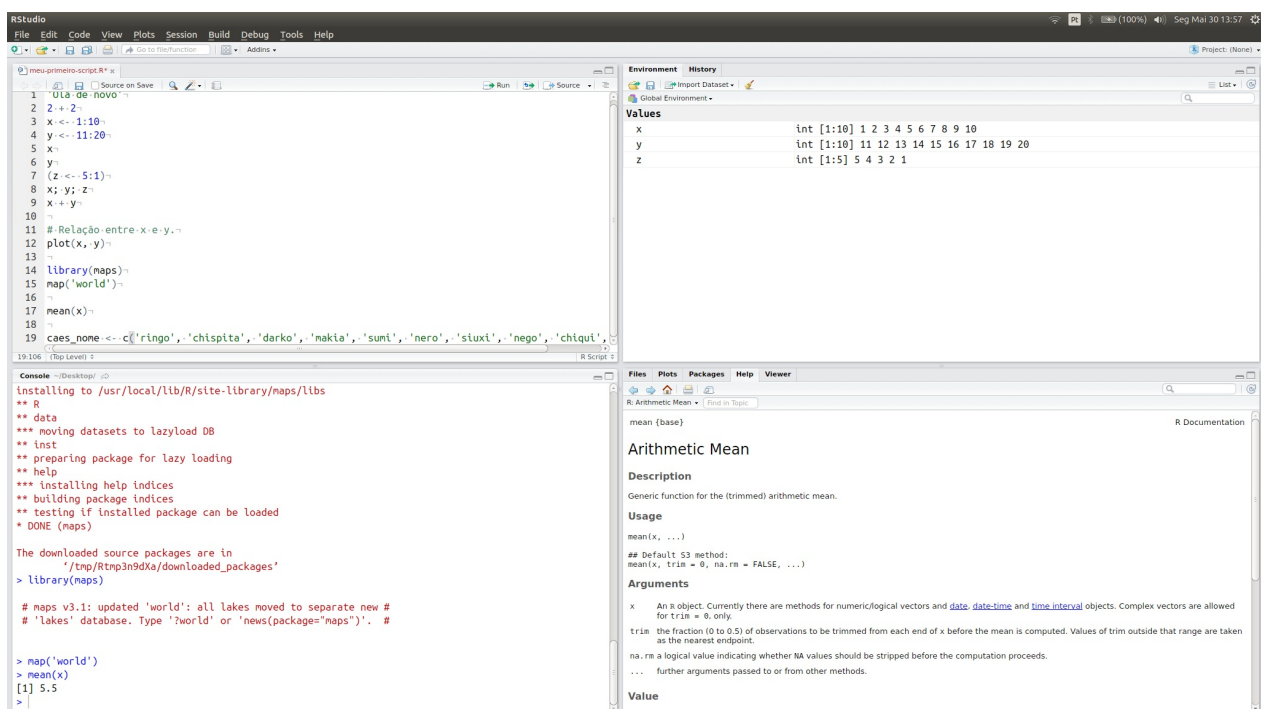 RStudio
Pt (100%) Seg Mai 30 13:57
File Edit Code View Plots Session Build Debug Tools Help
Go to file/function Addins Project: (None)
meu-primeiro-script.R*
Source on Save Run Source
1 'Ola de novo'
2 2 + 2
3 x <- 1:10
4 y <- 11:20
5 x
6 y
7 (z <- 5:1)
8 x; y; z
9 x + y
10
11 # Relação entre x e y.
12 plot(x, y)
13
14 library(maps)
15 map('world')
16
17 mean(x)
18
19 caes_nome <- c('ringo', 'chispita', 'darko', 'makia', 'sumi', 'nero', 'siuxi', 'nego', 'chiqui',
19:106 (Top Level) R Script
Console ~/Desktop/
installing to /usr/local/lib/R/site-library/maps/libs
** R
** data
*** moving datasets to lazyload DB
** inst
** preparing package for lazy loading
** help
*** installing help indices
** building package indices
** testing if installed package can be loaded
* DONE (maps)
The downloaded source packages are in
‘/tmp/Rtmp3n9dXa/downloaded_packages’
> library(maps)
# maps v3.1: updated 'world': all lakes moved to separate new #
# 'lakes' database. Type '?world' or 'news(package="maps")'. #
> map('world')
> mean(x)
[1] 5.5
>
Environment History
Import Dataset List
Global Environment
Values
x int [1:10] 1 2 3 4 5 6 7 8 9 10
y int [1:10] 11 12 13 14 15 16 17 18 19 20
z int [1:5] 5 4 3 2 1
Files Plots Packages Help Viewer
R: Arithmetic Mean Find in Topic
mean {base} R Documentation
Arithmetic Mean
Description
Generic function for the (trimmed) arithmetic mean.
Usage
mean(x, ...)
## Default S3 method:
mean(x, trim = 0, na.rm = FALSE, ...)
Arguments
x An R object. Currently there are methods for numeric/logical vectors and date, date-time and time interval objects. Complex vectors are allowed
for trim = 0, only.
trim the fraction (0 to 0.5) of observations to be trimmed from each end of x before the mean is computed. Values of trim outside that range are taken
as the nearest endpoint.
na.rm a logical value indicating whether NA values should be stripped before the computation proceeds.
... further arguments passed to or from other methods.
Value